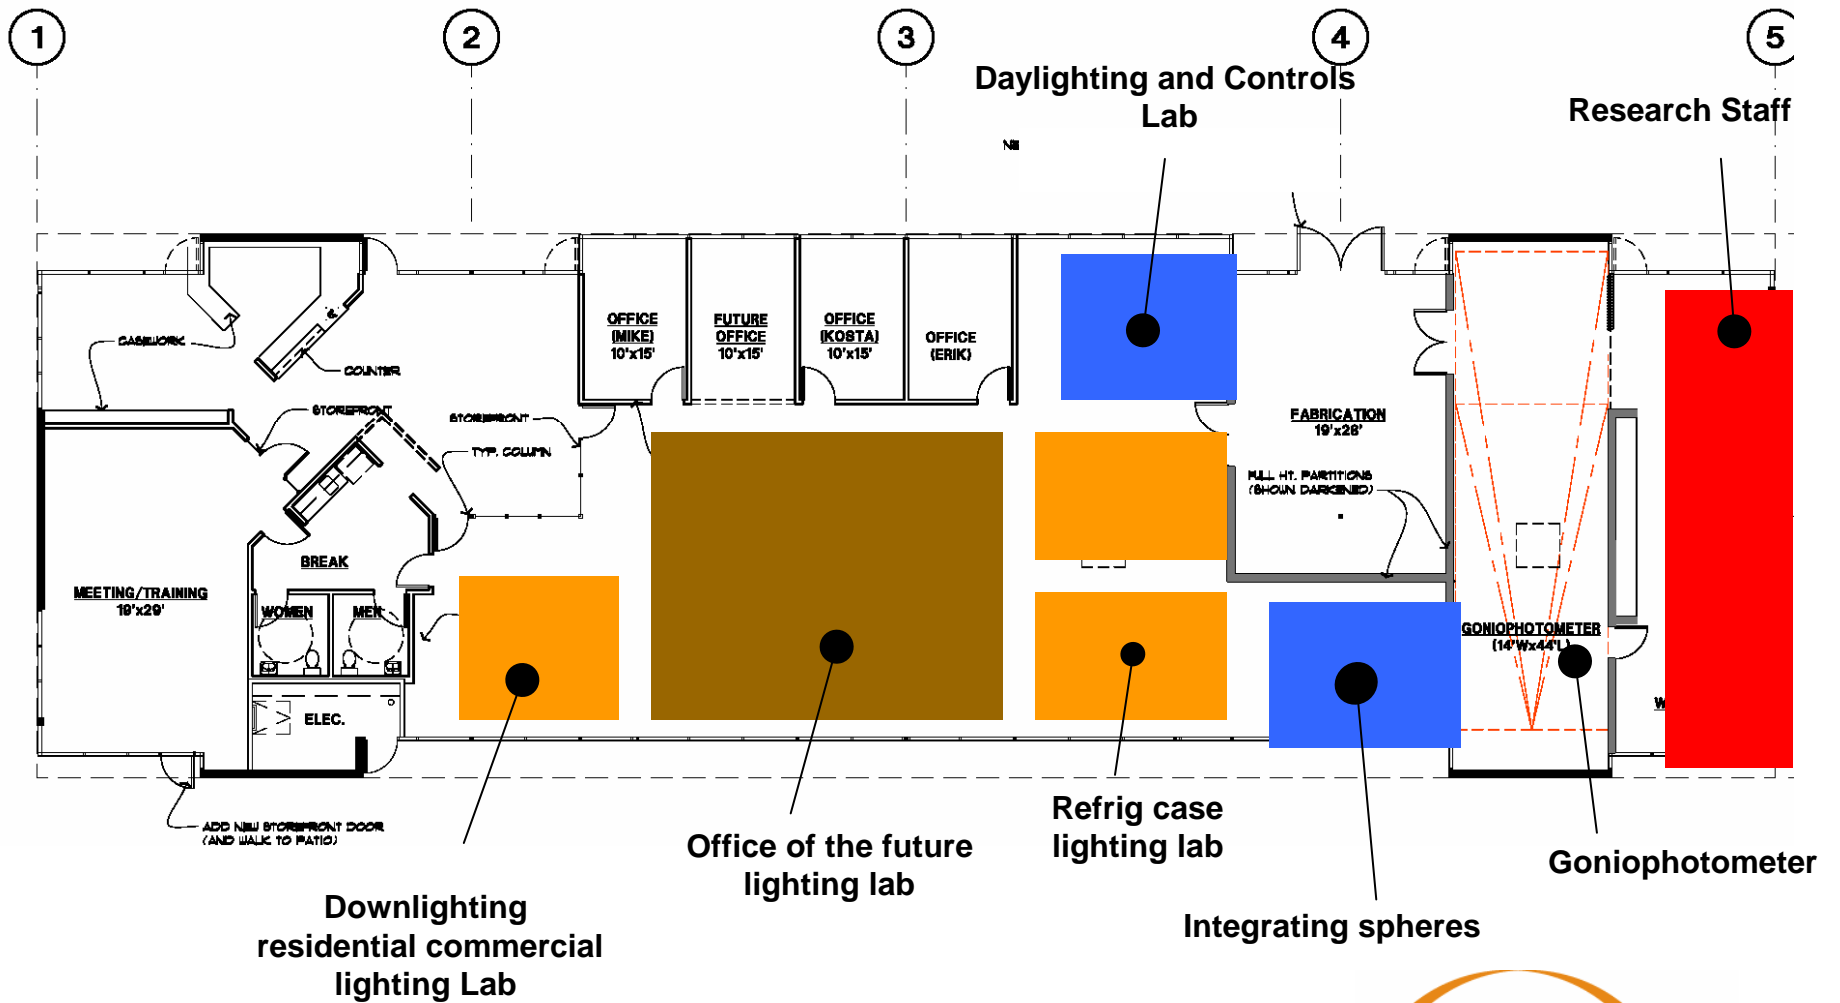 1
2
3
4
5
Daylighting and Controls
Lab
Research Staff
OFFICE
(MIKE)
10'x15'
FUTURE
OFFICE
10'x15'
OFFICE
(KOSTA)
10'x15'
OFFICE
(ERIK)
CASEWORK
COUNTER
STOREFRONT
STOREFRONT
TYP. COLUMN
FABRICATION
19'x28'
FULL HT. PARTITIONS
(SHOWN DARKENED)
BREAK
MEETING/TRAINING
19'x29'
WOMEN
MEN
GONIOPHOTOMETER
(14'Wx44'L)
ELEC.
ADD NEW STOREFRONT DOOR
(AND WALK TO PATIO)
Refrig case
lighting lab
Office of the future
lighting lab
Goniophotometer
Downlighting
residential commercial
lighting Lab
Integrating spheres